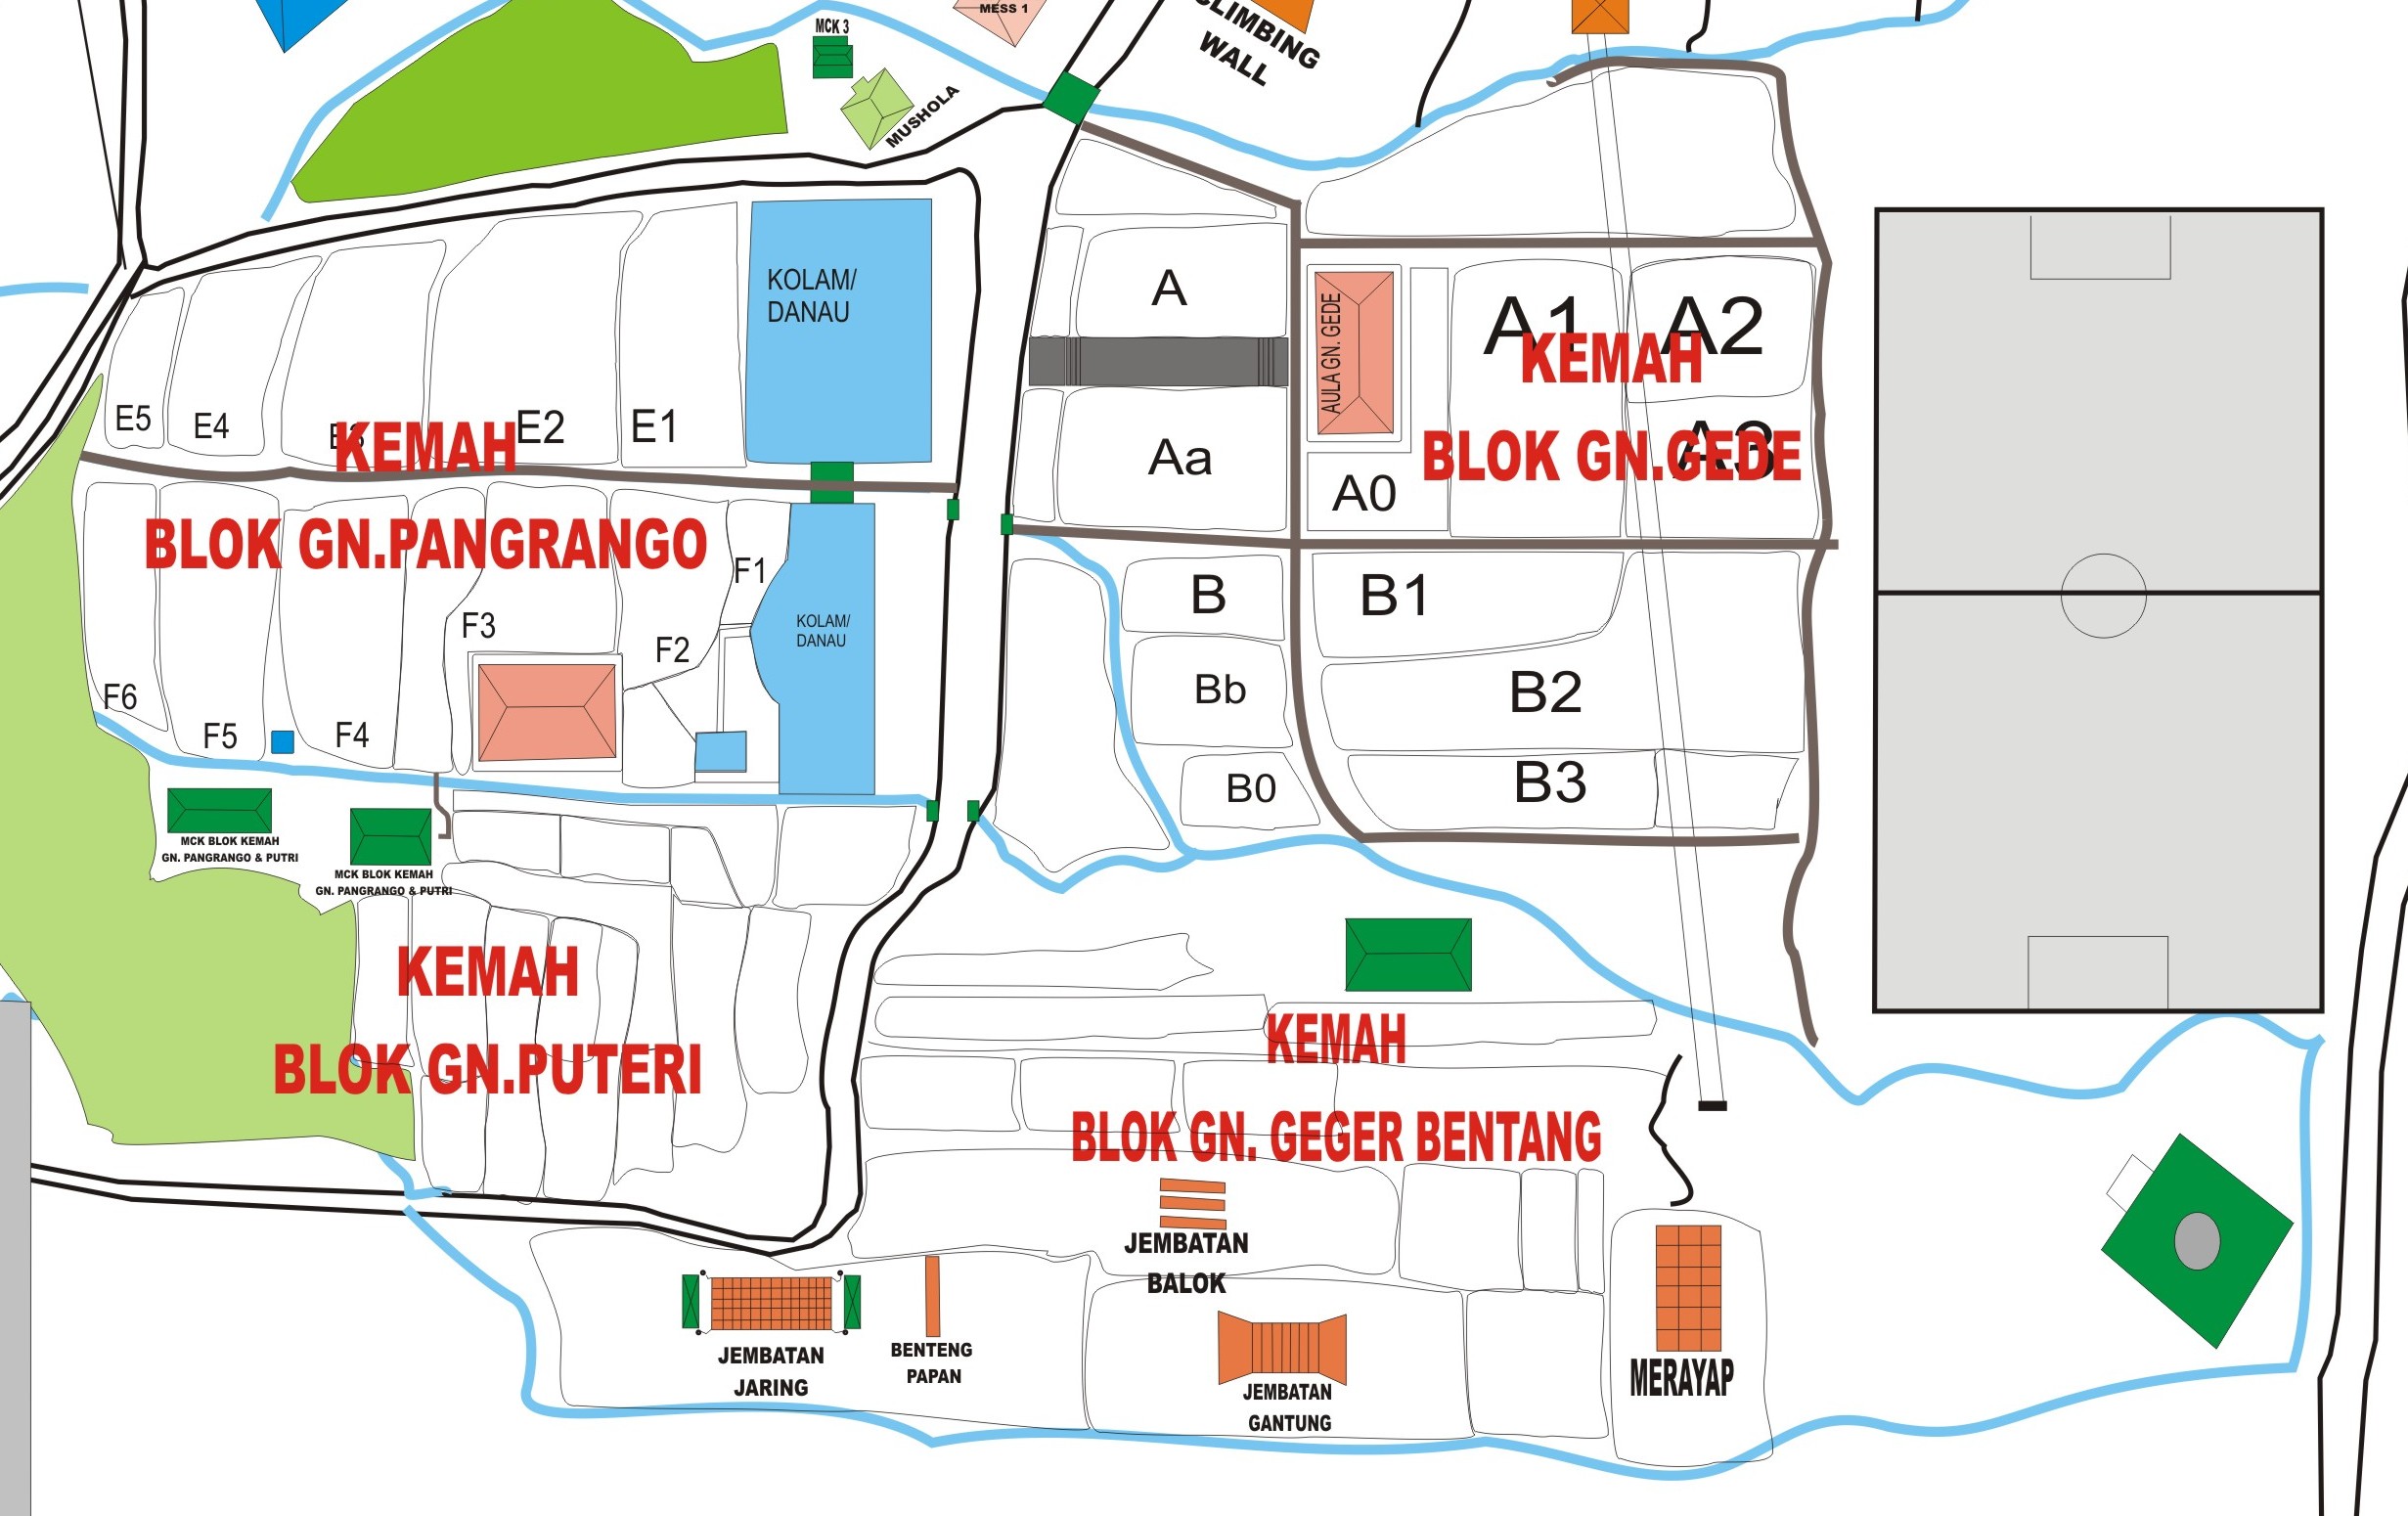 MESS 1
MCK 3
CLIMBING
WALL
MUSHOLA
KOLAM/
DANAU
A
AULA GN. GEDE
A1
A2
KEMAH
BLOK GN.GEDE
A3
Aa
A0
E5
E4
E3
E2
E1
KEMAH
BLOK GN.PANGRANGO
F1
F3
F2
KOLAM/
DANAU
F6
F5
F4
B
B1
Bb
B2
B0
B3
MCK BLOK KEMAH
GN. PANGRANGO & PUTRI
MCK BLOK KEMAH
GN. PANGRANGO & PUTRI
KEMAH
BLOK GN.PUTERI
KEMAH
BLOK GN. GEGER BENTANG
JEMBATAN
BALOK
JEMBATAN
JARING
BENTENG
PAPAN
JEMBATAN
GANTUNG
MERAYAP